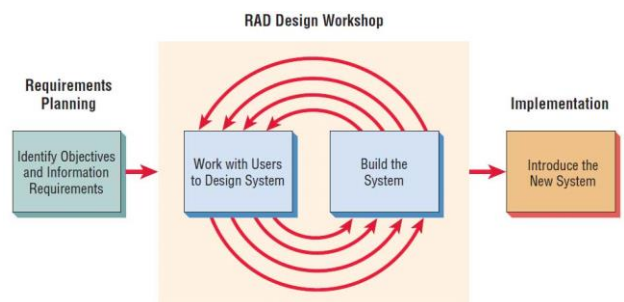 RAD Design Workshop
Requirements
Planning
Identify Objectives
and Information
Requirements
Work with Users
to Design System
Build the
System
Implementation
Introduce the
New System